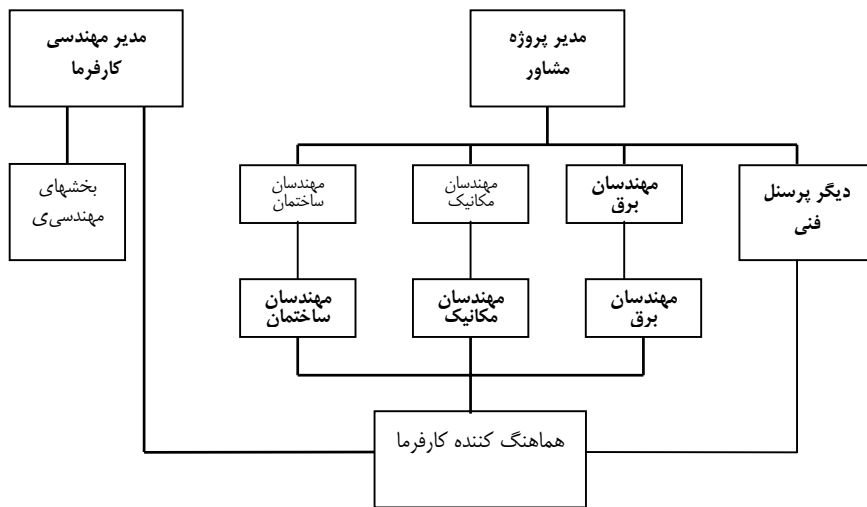 مدیر پروژه
مشاور
مدیر مهندسی
کارفرما
دیگر پرسنل
فنی
مهندسان
برق
مهندسان
مکانیک
مهندسان
ساختمان
بخشهای
مهندسی‌ی
مهندسان
برق
مهندسان
مکانیک
مهندسان
ساختمان
هماهنگ کننده کارفرما